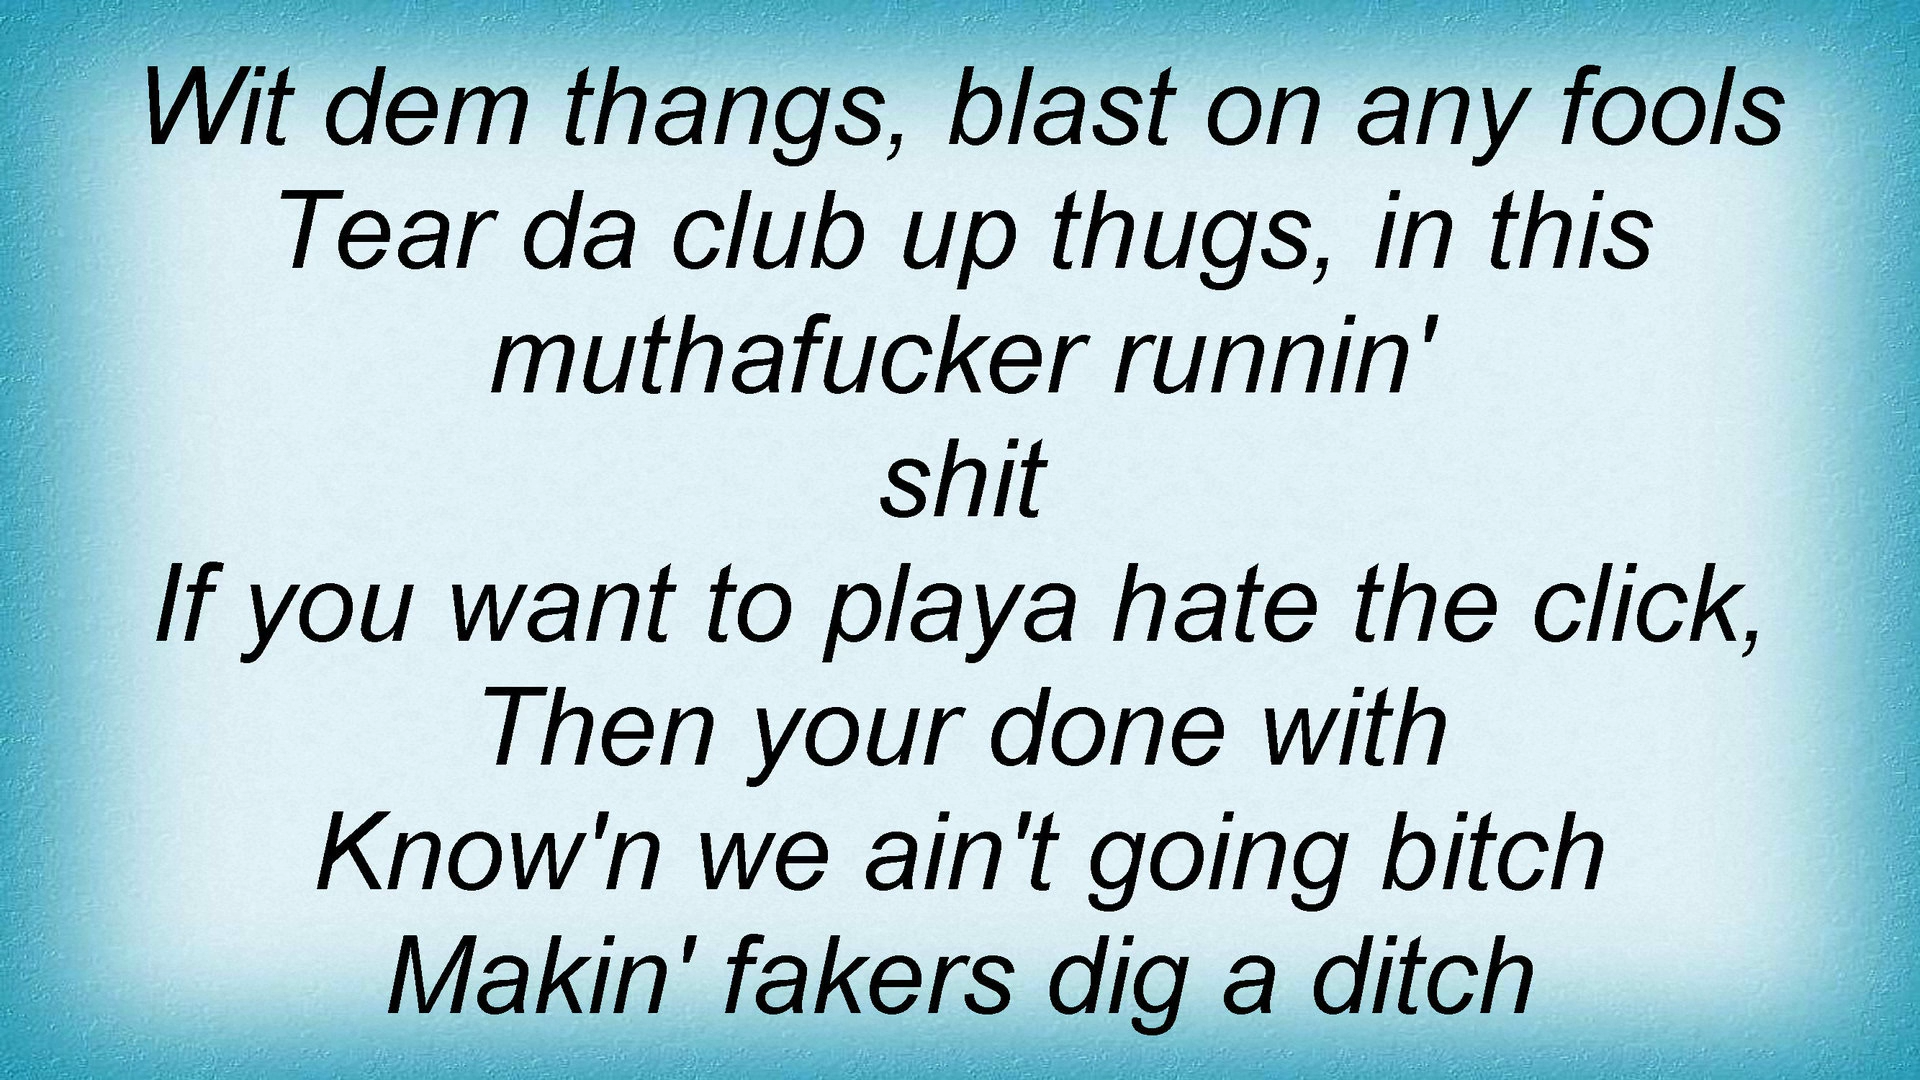 Wit dem thangs, blast on any fools
Tear da club up thugs, in this
muthafucker runnin'
shit
If you want to playa hate the click,
Then your done with
Know'n we ain't going bitch
Makin' fakers dig a ditch